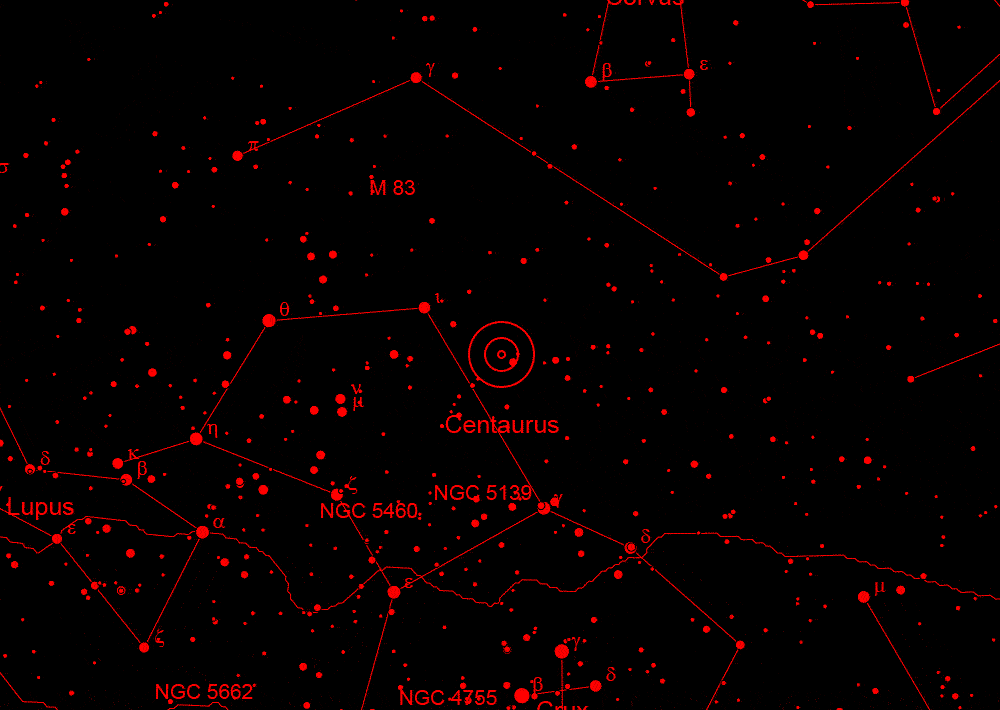 Corvus
γ
β
ε
π
σ
M 83
θ
ι
ν
μ
Centaurus
η
κ
β
δ
ζ
NGC 5139
γ
NGC 5460
Lupus
α
ε
δ
ε
μ
ζ
γ
δ
β
NGC 5662
NGC 4755
Crux